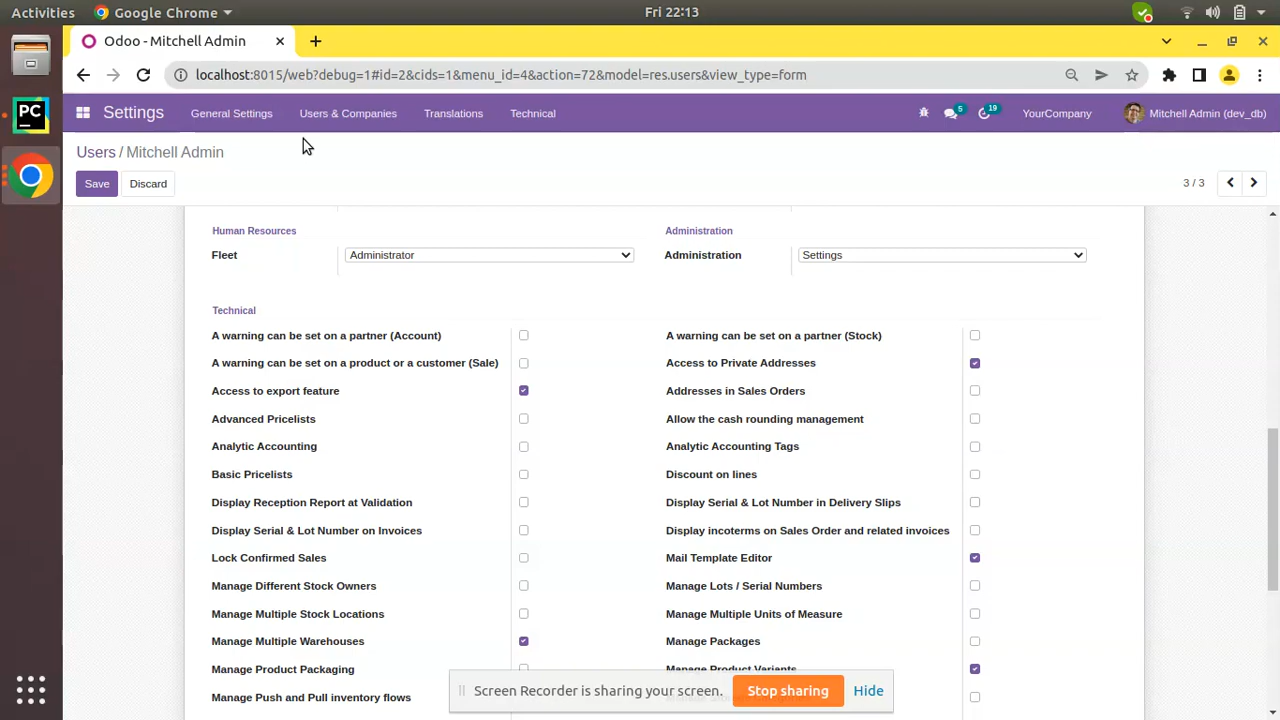 Activities Google Chrome Fri 22:13
Odoo - Mitchell Admin
localhost:8015/web?debug=1#id=2&cids=1&menu_id=4&action=72&model=res.users&view_type=form
PC
Settings General Settings Users & Companies Translations Technical 5 19 YourCompany Mitchell Admin (dev_db)
Users / Mitchell Admin
Save Discard 3 / 3
Human Resources Administration
Fleet Administrator Administration Settings
Technical
A warning can be set on a partner (Account) A warning can be set on a partner (Stock)
A warning can be set on a product or a customer (Sale) Access to Private Addresses
Access to export feature Addresses in Sales Orders
Advanced Pricelists Allow the cash rounding management
Analytic Accounting Analytic Accounting Tags
Basic Pricelists Discount on lines
Display Reception Report at Validation Display Serial & Lot Number in Delivery Slips
Display Serial & Lot Number on Invoices Display incoterms on Sales Order and related invoices
Lock Confirmed Sales Mail Template Editor
Manage Different Stock Owners Manage Lots / Serial Numbers
Manage Multiple Stock Locations Manage Multiple Units of Measure
Manage Multiple Warehouses Manage Packages
Manage Product Packaging Manage Product Variants
Screen Recorder is sharing your screen. Stop sharing Hide
Manage Push and Pull inventory flows